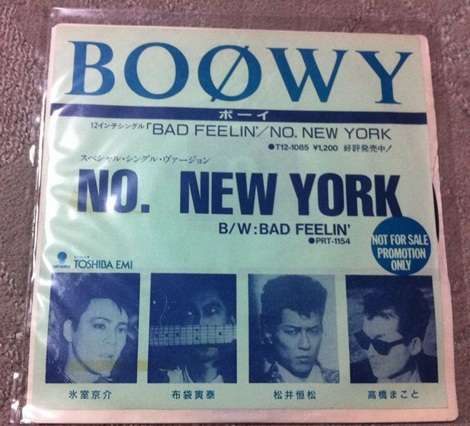 BOØWY
ボーイ
12インチシングル「BAD FEELIN'/NO. NEW YORK
●T12-1085 ¥1,200 好評発売中!
スペシャル・シングル・ヴァージョン
NO. NEW YORK
B/W:BAD FEELIN'
●PRT-1154
NOT FOR SALE
PROMOTION
ONLY
TOSHIBA EMI
氷室京介 布袋寅泰 松井恒松 高橋まこと